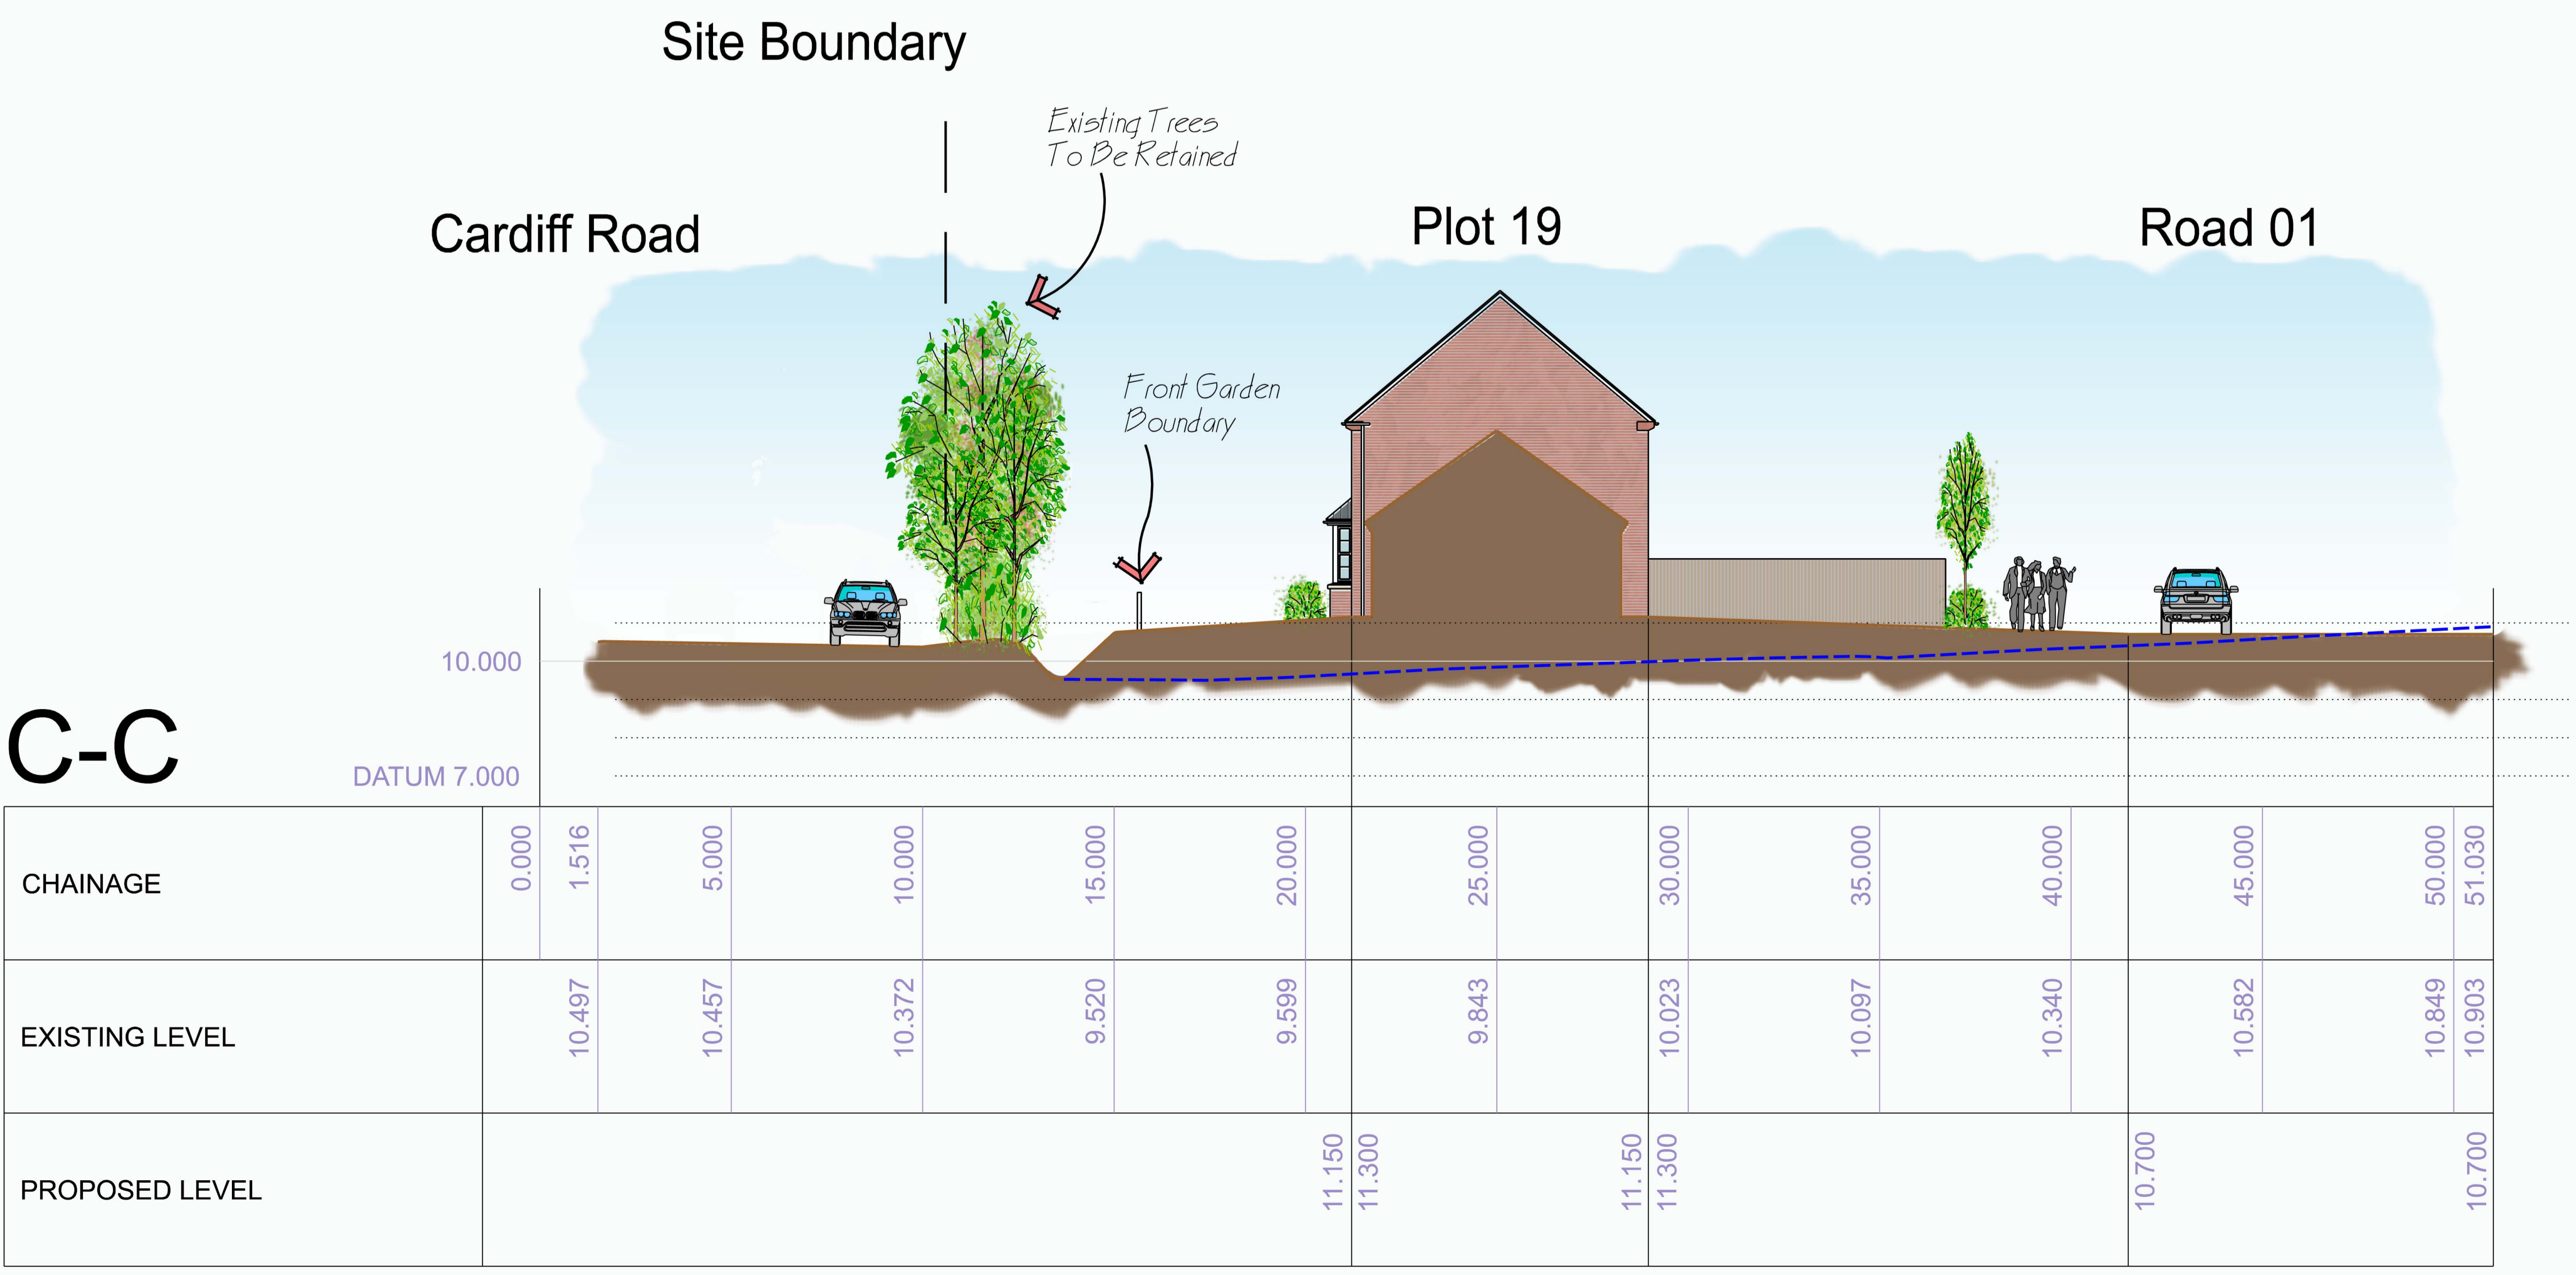 Site Boundary
Existing Trees
To Be Retained
Cardiff Road
Plot 19
Road 01
Front Garden
Boundary
10.000
C-C
DATUM 7.000
CHAINAGE
0.000
1.516
5.000
10.000
15.000
20.000
25.000
30.000
35.000
40.000
45.000
50.000
51.030
EXISTING LEVEL
10.497
10.457
10.372
9.520
9.599
9.843
10.023
10.097
10.340
10.582
10.849
10.903
PROPOSED LEVEL
11.150
11.300
11.150
11.300
10.700
10.700